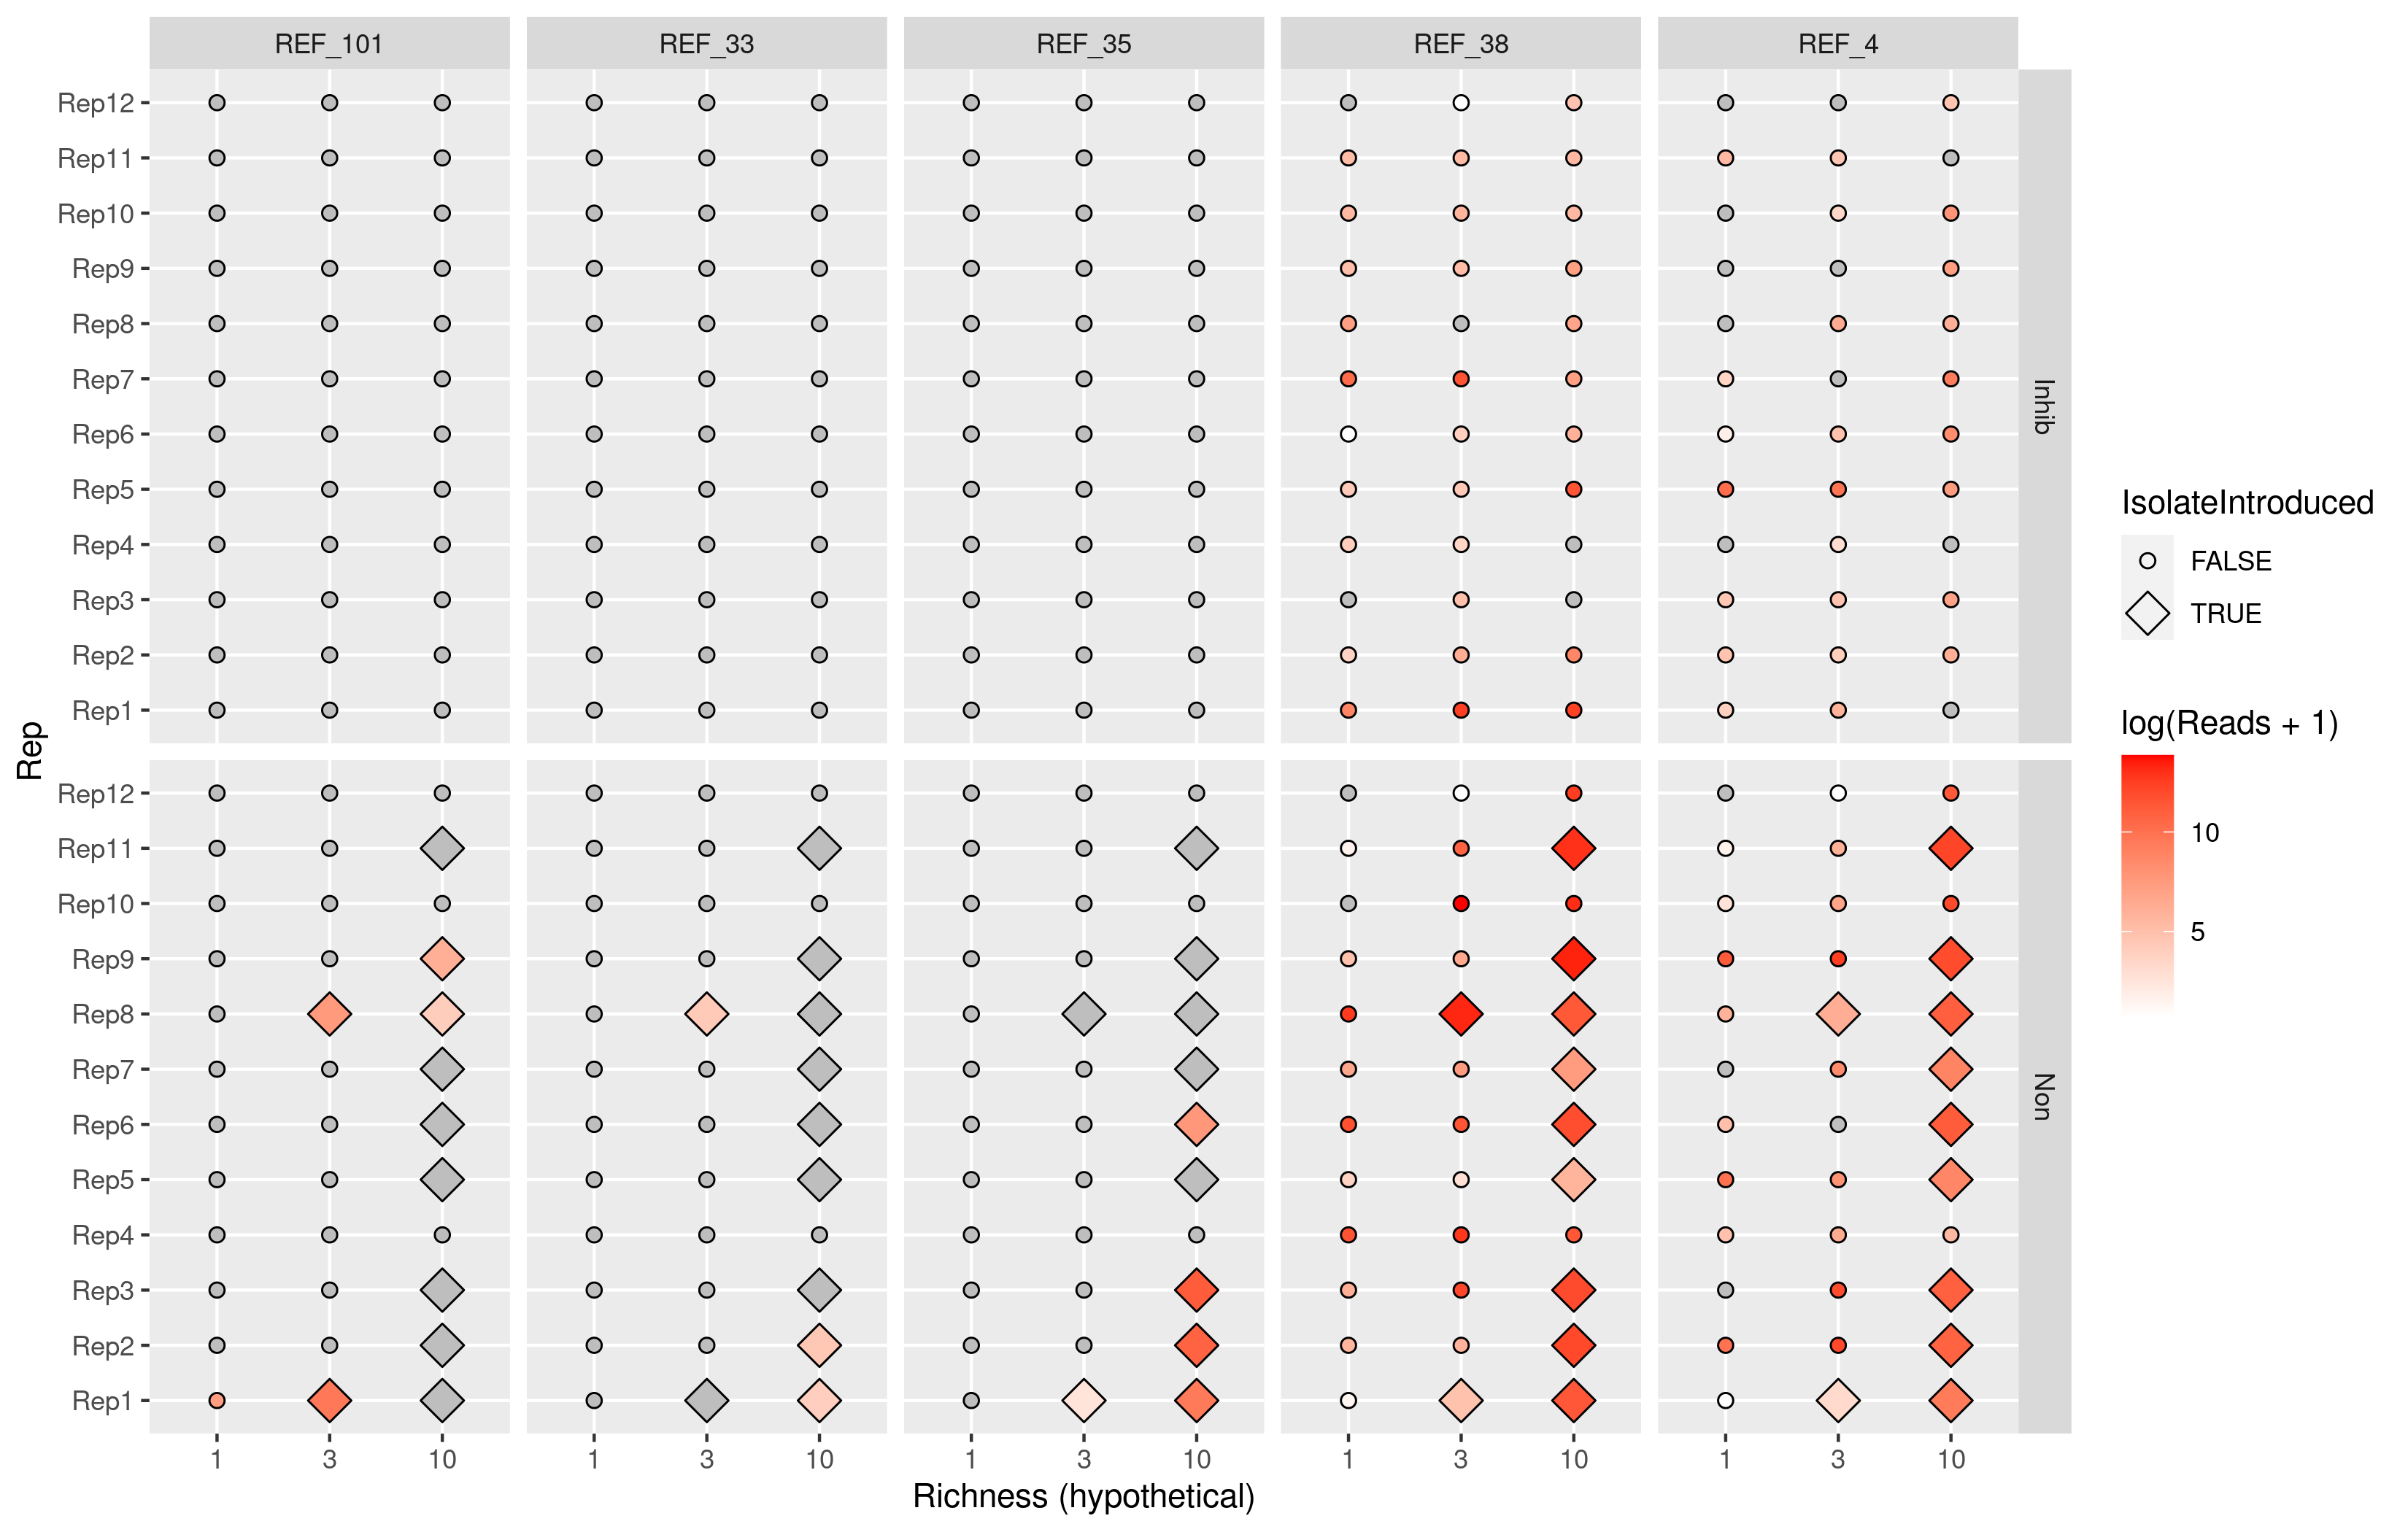 REF_101 REF_33 REF_35 REF_38 REF_4
Rep12
Rep11
Rep10
Rep9
Rep8
Rep7
Rep6
Rep5
Rep4
Rep3
Rep2
Rep1
Inhib
Rep12
Rep11
Rep10
Rep9
Rep8
Rep7
Rep6
Rep5
Rep4
Rep3
Rep2
Rep1
Non
Rep
1 3 10 1 3 10 1 3 10 1 3 10 1 3 10
Richness (hypothetical)
IsolateIntroduced
FALSE
TRUE
log(Reads + 1)
10
5